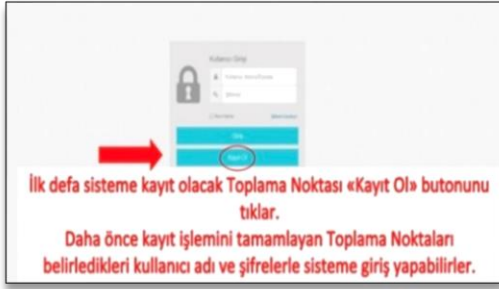 Kullanıcı Girişi
Giriş
Kayıt Ol
İlk defa sisteme kayıt olacak Toplama Noktası «Kayıt Ol» butonunu
tıklar.
Daha önce kayıt işlemini tamamlayan Toplama Noktaları
belirledikleri kullanıcı adı ve şifrelerle sisteme giriş yapabilirler.